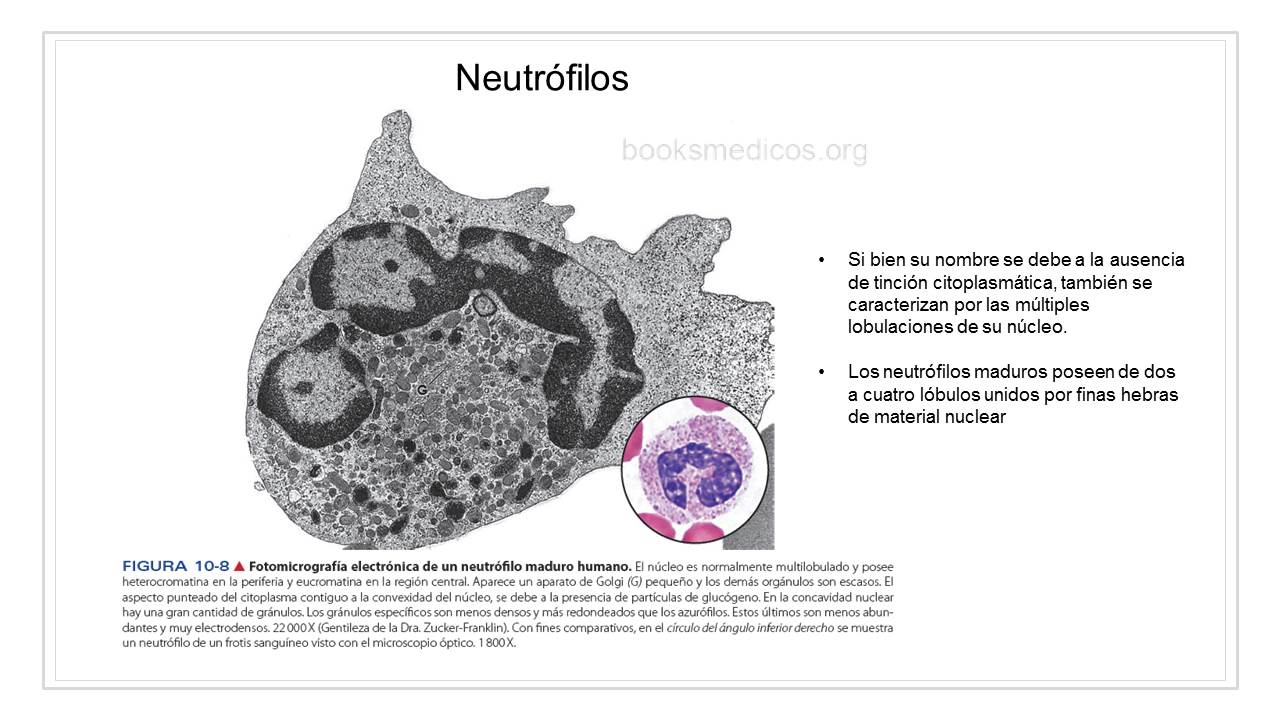 Neutrófilos
booksmedicos.org
• Si bien su nombre se debe a la ausencia
de tinción citoplasmática, también se
caracterizan por las múltiples
lobulaciones de su núcleo.
• Los neutrófilos maduros poseen de dos
a cuatro lóbulos unidos por finas hebras
de material nuclear
G
FIGURA 10-8 ▲ Fotomicrografía electrónica de un neutrófilo maduro humano. El núcleo es normalmente multilobulado y posee
heterocromatina en la periferia y eucromatina en la región central. Aparece un aparato de Golgi (G) pequeño y los demás orgánulos son escasos. El
aspecto punteado del citoplasma contiguo a la convexidad del núcleo, se debe a la presencia de partículas de glucógeno. En la concavidad nuclear
hay una gran cantidad de gránulos. Los gránulos específicos son menos densos y más redondeados que los azurófilos. Estos últimos son menos abun-
dantes y muy electrodensos. 22 000 X (Gentileza de la Dra. Zucker-Franklin). Con fines comparativos, en el círculo del ángulo inferior derecho se muestra
un neutrófilo de un frotis sanguíneo visto con el microscopio óptico. 1 800 X.